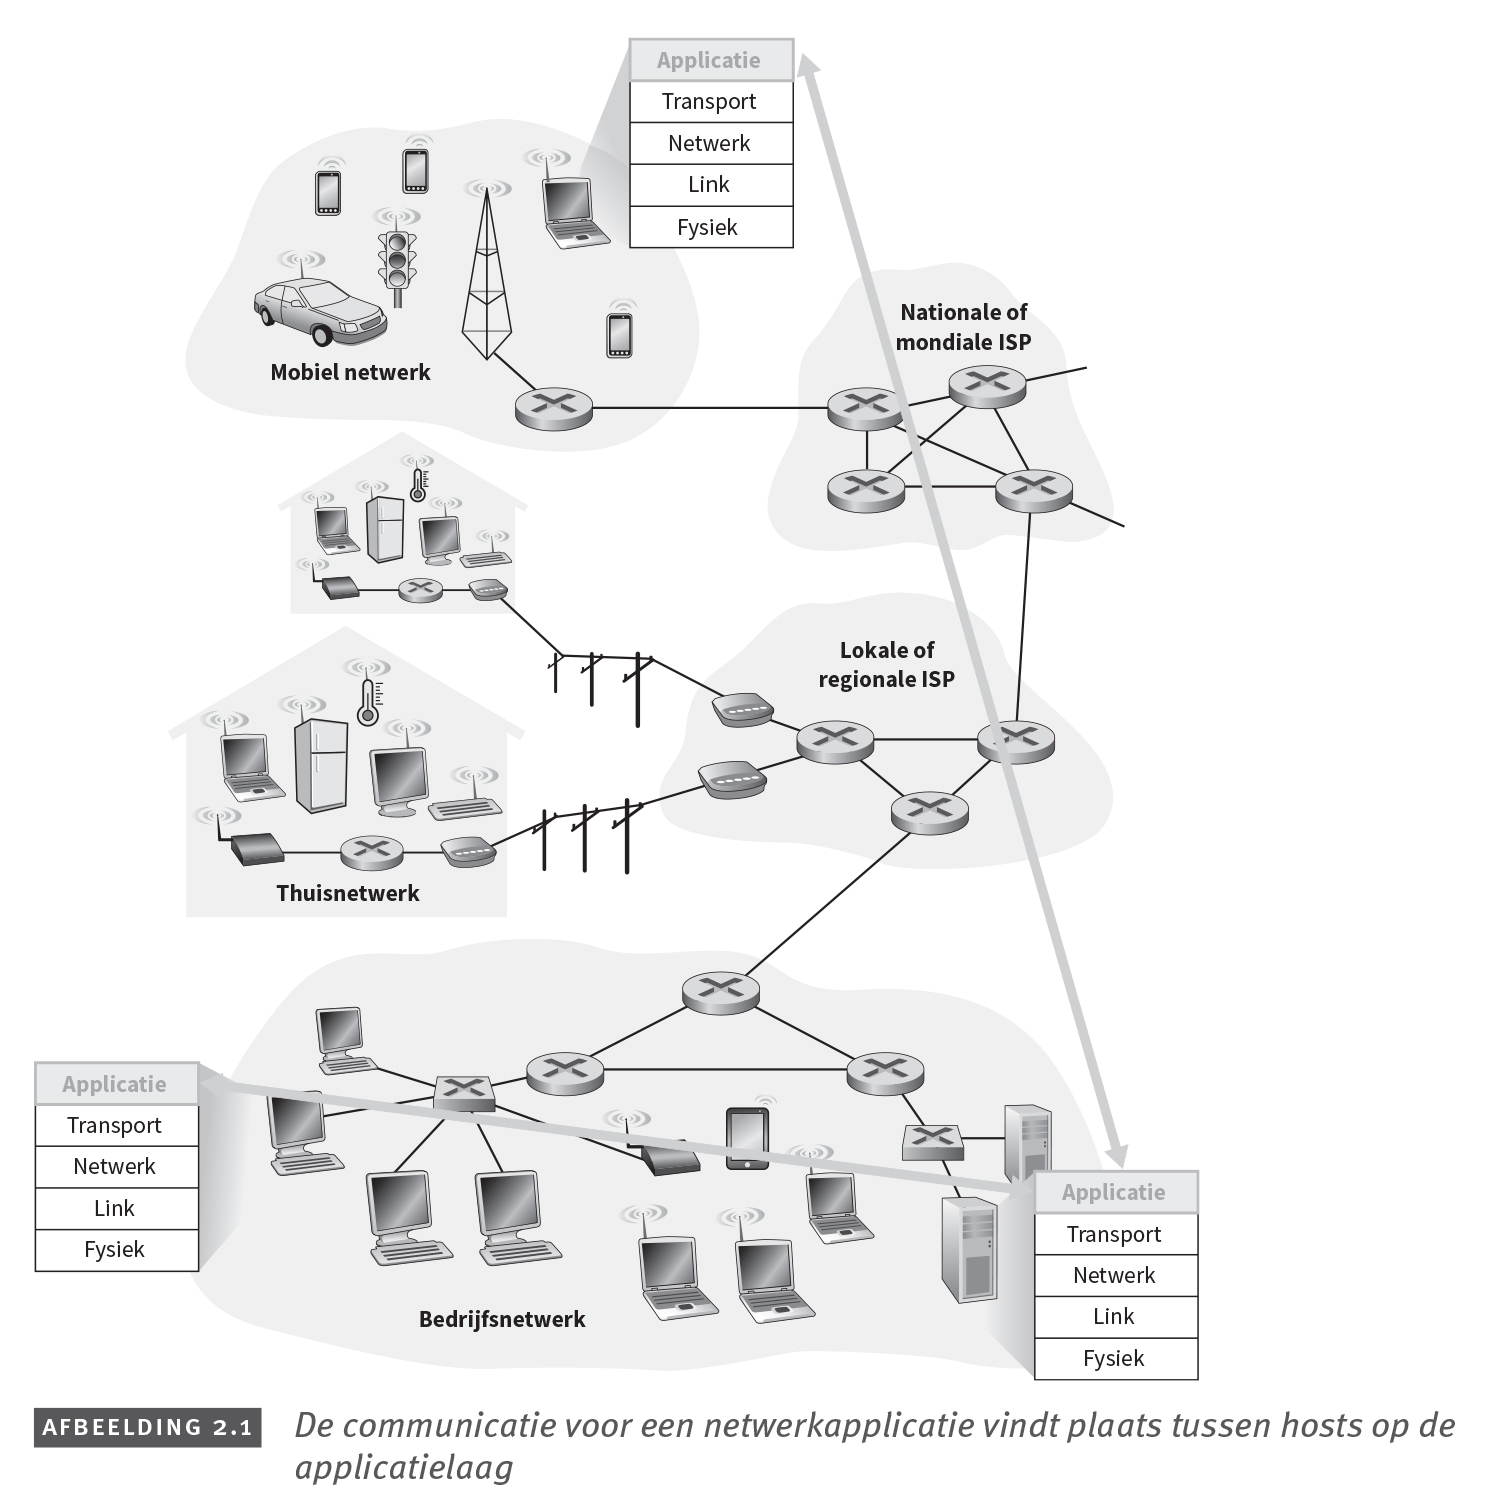 Applicatie
Transport
Netwerk
Link
Fysiek
Nationale of
mondiale ISP
Mobiel netwerk
Lokale of
regionale ISP
Thuisnetwerk
Applicatie
Transport
Netwerk
Link
Fysiek
Applicatie
Transport
Netwerk
Link
Fysiek
Bedrijfsnetwerk
AFBEELDING 2.1 De communicatie voor een netwerkapplicatie vindt plaats tussen hosts op de
applicatielaag